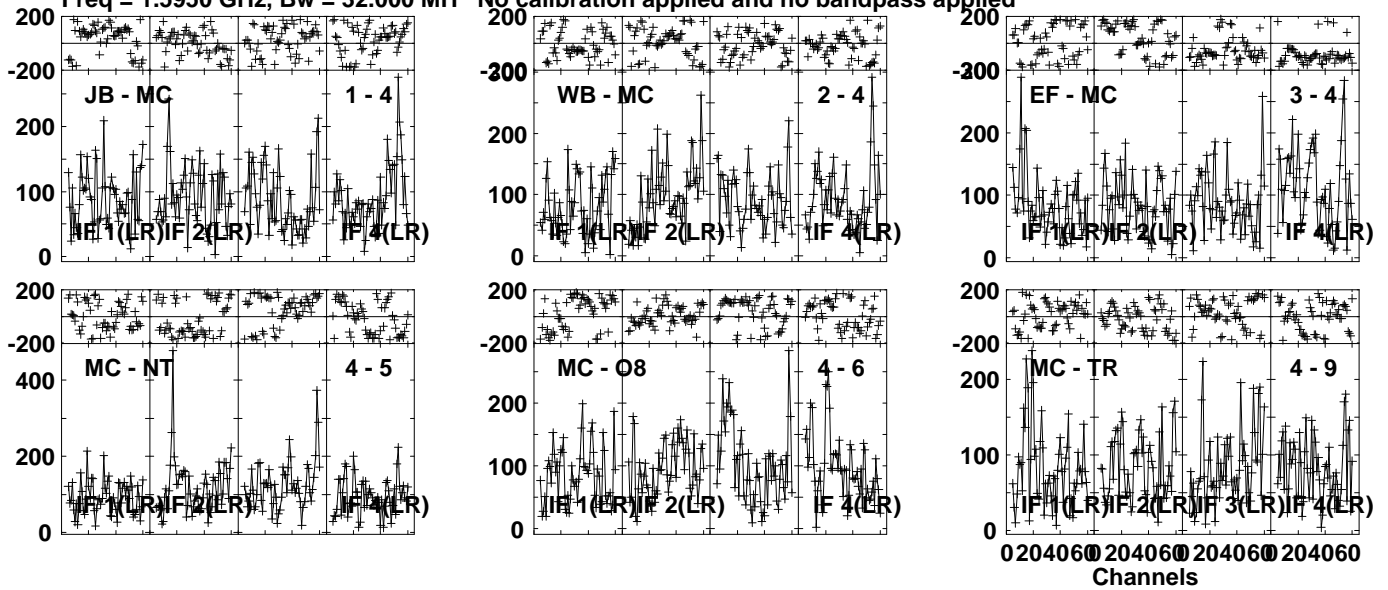 Freq = 1.5950 GHz, Bw = 32.000 MH No calibration applied and no bandpass applied
200
-200
JB - MC 1 - 4
200
100
0
IF 1(LR) IF 2(LR) IF 4(LR)
200
-200
300
WB - MC 2 - 4
200
100
0
IF 1(LR) IF 2(LR) IF 4(LR)
200
-200
300
EF - MC 3 - 4
200
100
0
IF 1(LR) IF 2(LR) IF 4(LR)
200
-200
MC - NT 4 - 5
400
200
0
IF 1(LR) IF 2(LR) IF 4(LR)
200
-200
MC - O8 4 - 6
200
100
0
IF 1(LR) IF 2(LR) IF 4(LR)
200
-200
MC - TR 4 - 9
200
100
0
IF 1(LR) IF 2(LR) IF 3(LR) IF 4(LR)
0 20 40 60 0 20 40 60 0 20 40 60 0 20 40 60
Channels